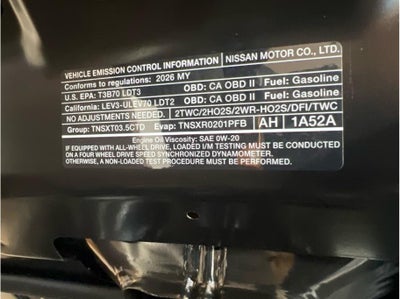 VEHICLE EMISSION CONTROL INFORMATION NISSAN MOTOR CO., LTD.
Conforms to regulations: 2026 MY
U.S. EPA: T3B70 LDT3 OBD: CA OBD II Fuel: Gasoline
California: LEV3-ULEV70 LDT2 OBD: CA OBD II Fuel: Gasoline
NO ADJUSTMENTS NEEDED. 2TWC/2HO2S/2WR-HO2S/DFI/TWC
Group: TNSXT03.5CTD Evap: TNSXR0201PFB AH 1A52A
Engine Oil Viscosity: SAE 0W-20
IF EQUIPPED WITH ALL-WHEEL DRIVE, LOADED I/M TESTING MUST BE CONDUCTED
ON A FOUR WHEEL DRIVE SPEED SYNCHRONIZED DYNAMOMETER.
OTHERWISE, A NON-LOADED TEST PROCEDURE MUST BE CONDUCTED.